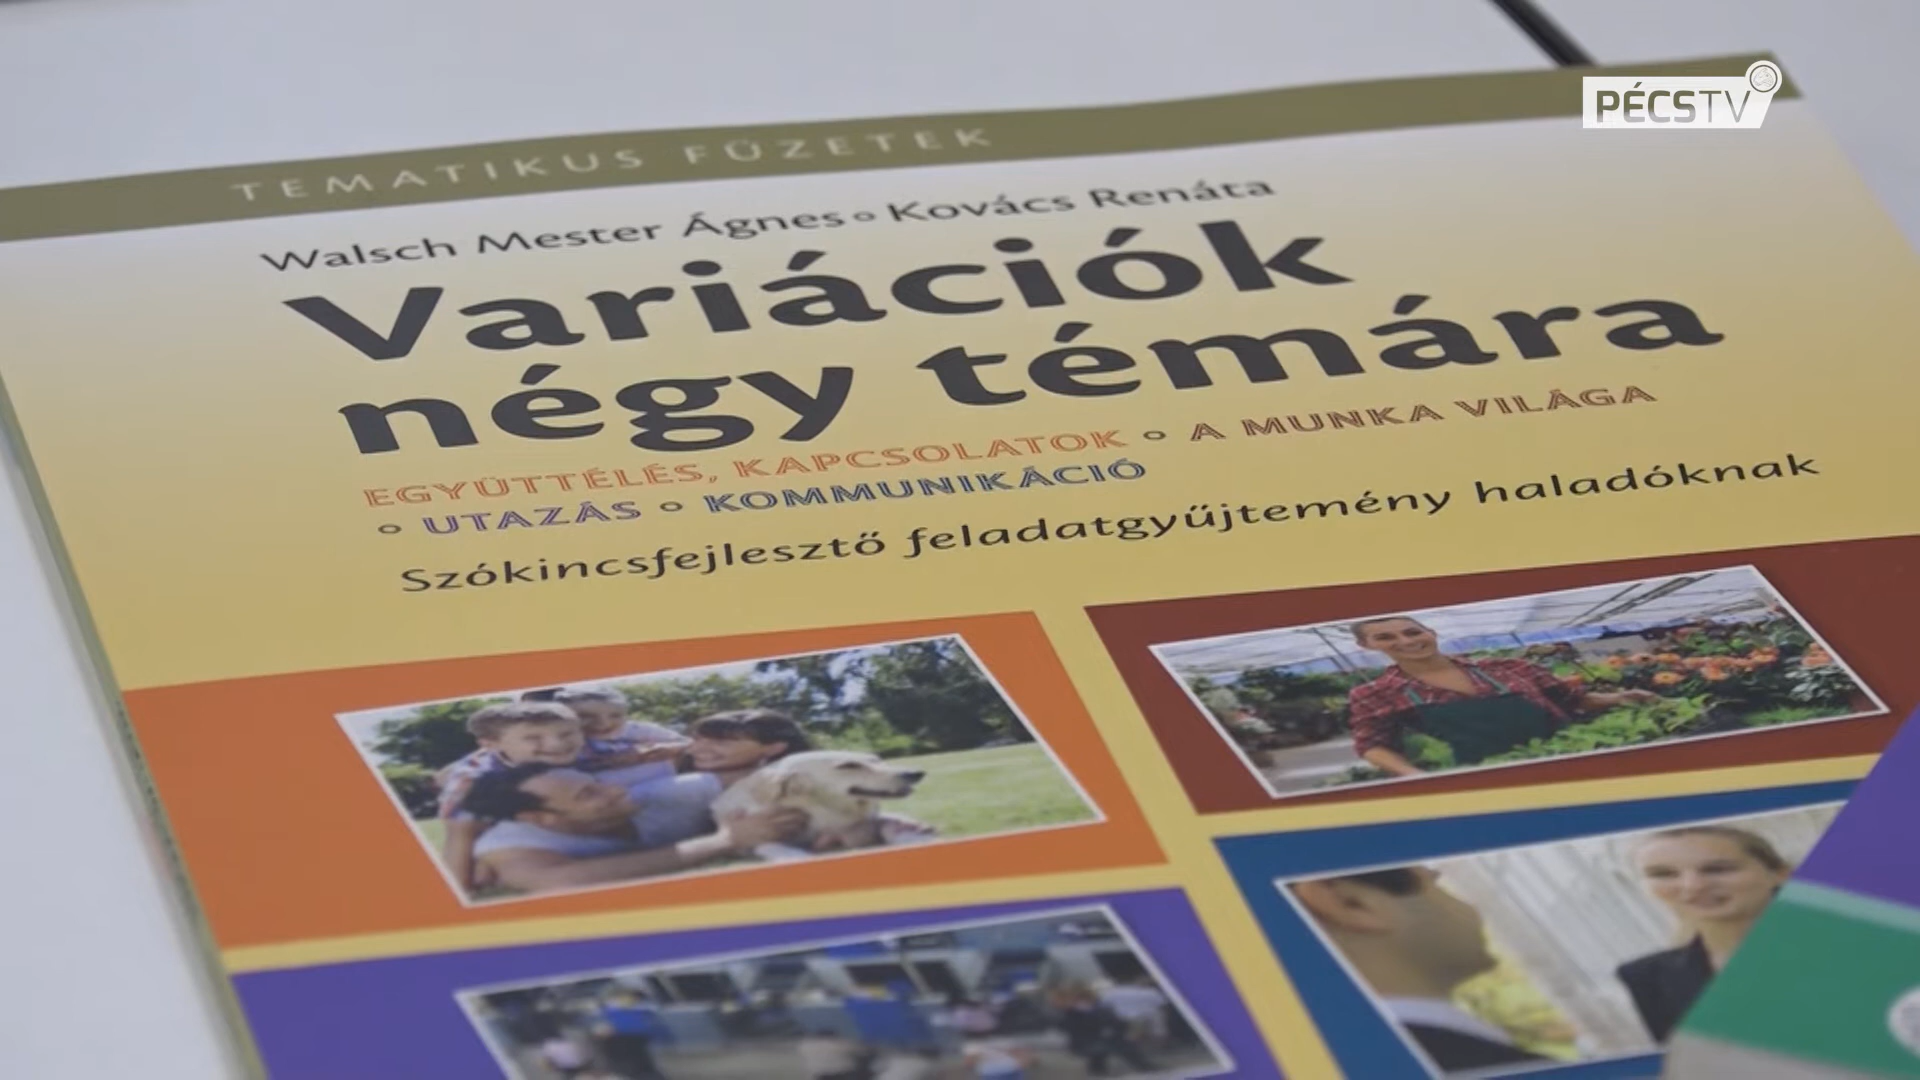 PÉCSTV
TEMATIKUS FÜZETEK
Walsch Mester Ágnes o Kovács Renáta
Variációk
négy témára
EGYÜTTÉLÉS, KAPCSOLATOK o A MUNKA VILÁGA
o UTAZÁS o KOMMUNIKÁCIÓ
Szókincsfejlesztő feladatgyűjtemény haladóknak